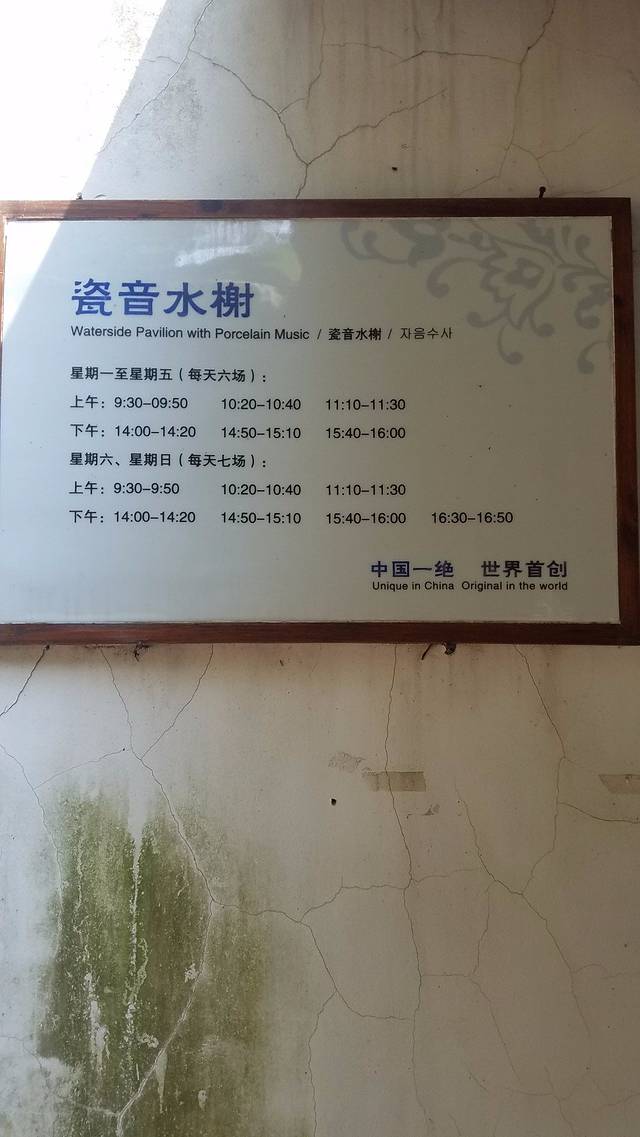 瓷音水榭
Waterside Pavilion with Porcelain Music / 瓷音水榭 / 자음수사
星期一至星期五（每天六场）：
上午：9:30–09:50 10:20–10:40 11:10–11:30
下午：14:00–14:20 14:50–15:10 15:40–16:00
星期六、星期日（每天七场）：
上午：9:30–9:50 10:20–10:40 11:10–11:30
下午：14:00–14:20 14:50–15:10 15:40–16:00 16:30–16:50
中国一绝 世界首创
Unique in China Original in the world